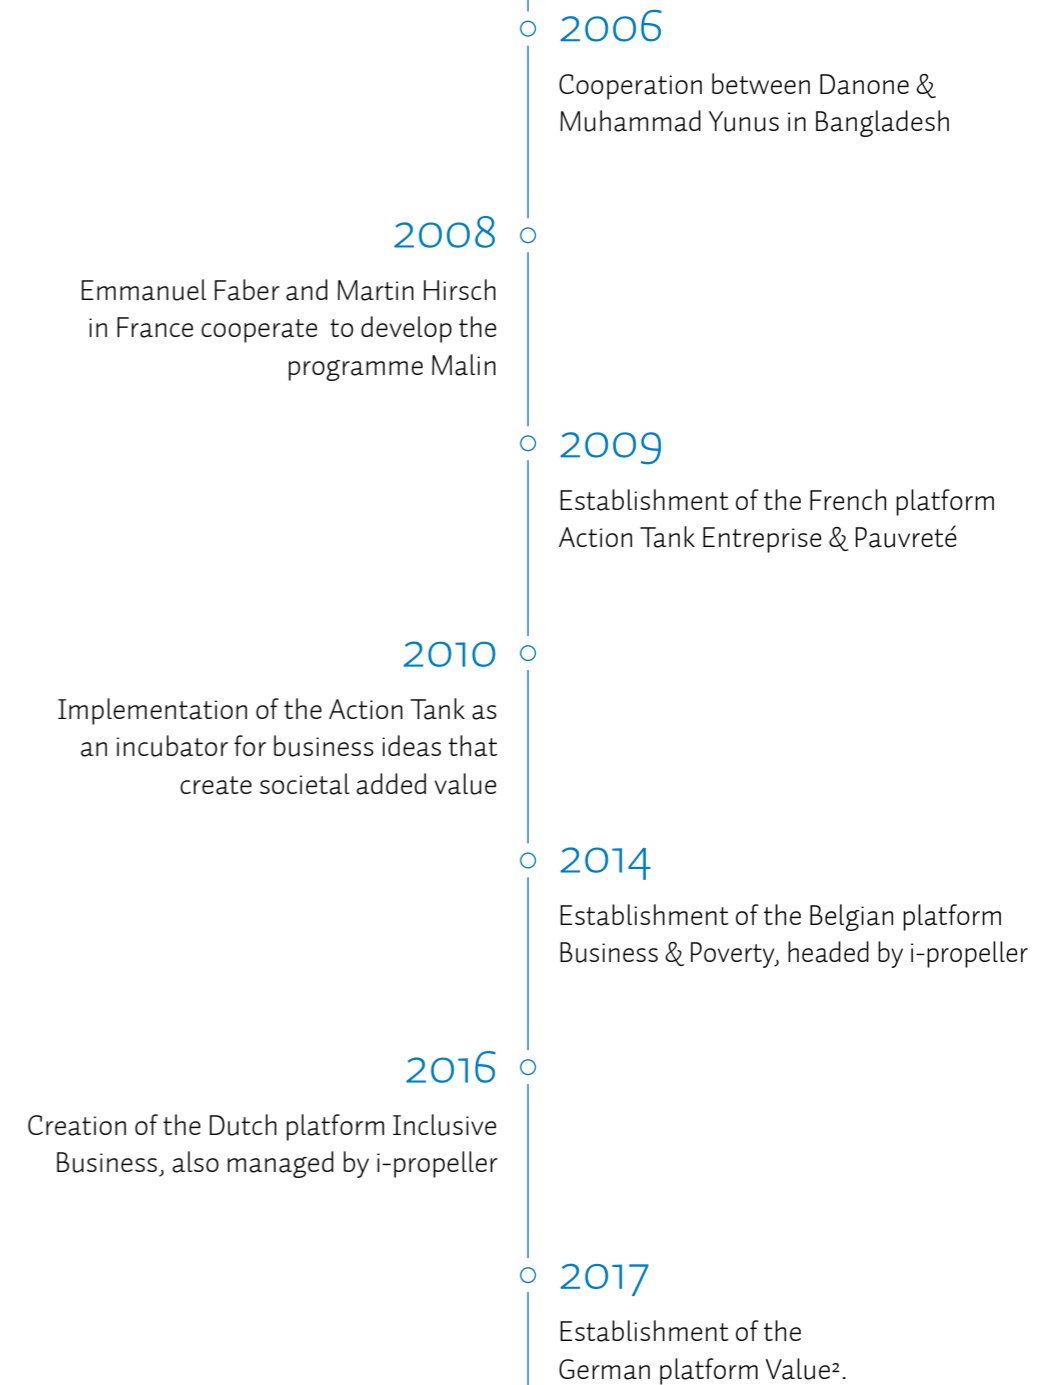 2006
Cooperation between Danone &
Muhammad Yunus in Bangladesh
2008
Emmanuel Faber and Martin Hirsch
in France cooperate  to develop the
programme Malin
2009
Establishment of the French platform
Action Tank Entreprise & Pauvreté
2010
Implementation of the Action Tank as
an incubator for business ideas that
create societal added value
2014
Establishment of the Belgian platform
Business & Poverty, headed by i-propeller
2016
Creation of the Dutch platform Inclusive
Business, also managed by i-propeller
2017
Establishment of the
German platform Value².